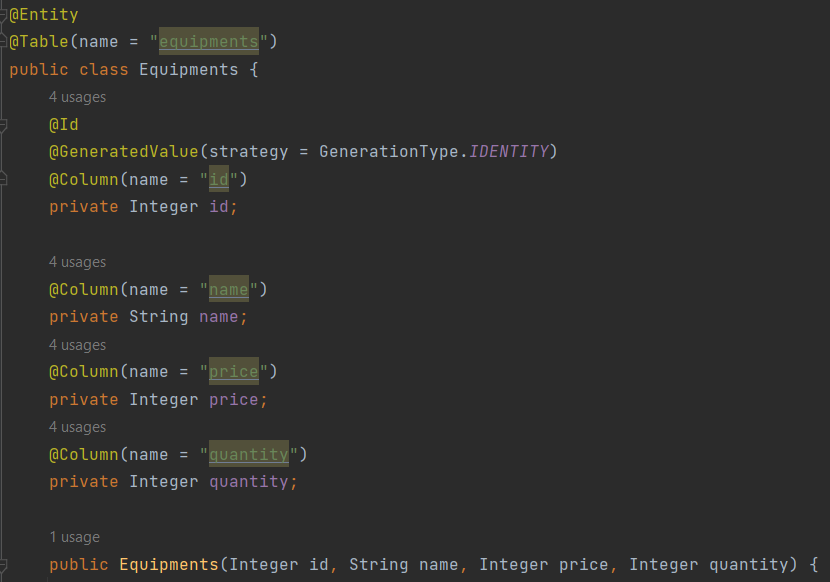 @Entity
@Table(name = "equipments")
public class Equipments {
4 usages
@Id
@GeneratedValue(strategy = GenerationType.IDENTITY)
@Column(name = "id")
private Integer id;
4 usages
@Column(name = "name")
private String name;
4 usages
@Column(name = "price")
private Integer price;
4 usages
@Column(name = "quantity")
private Integer quantity;
1 usage
public Equipments(Integer id, String name, Integer price, Integer quantity) {